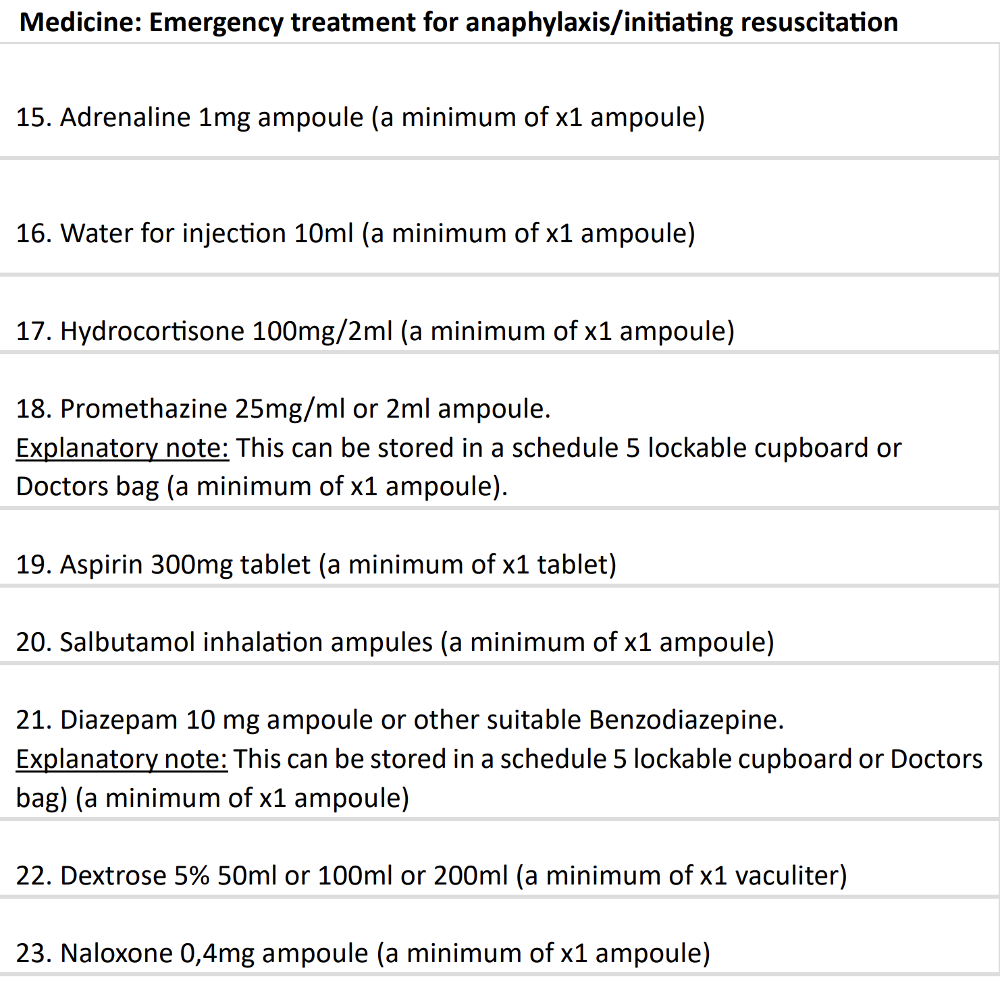 Medicine: Emergency treatment for anaphylaxis/initiating resuscitation
15. Adrenaline 1mg ampoule (a minimum of x1 ampoule)
16. Water for injection 10ml (a minimum of x1 ampoule)
17. Hydrocortisone 100mg/2ml (a minimum of x1 ampoule)
18. Promethazine 25mg/ml or 2ml ampoule.
Explanatory note: This can be stored in a schedule 5 lockable cupboard or
Doctors bag (a minimum of x1 ampoule).
19. Aspirin 300mg tablet (a minimum of x1 tablet)
20. Salbutamol inhalation ampules (a minimum of x1 ampoule)
21. Diazepam 10 mg ampoule or other suitable Benzodiazepine.
Explanatory note: This can be stored in a schedule 5 lockable cupboard or Doctors
bag) (a minimum of x1 ampoule)
22. Dextrose 5% 50ml or 100ml or 200ml (a minimum of x1 vaculiter)
23. Naloxone 0,4mg ampoule (a minimum of x1 ampoule)